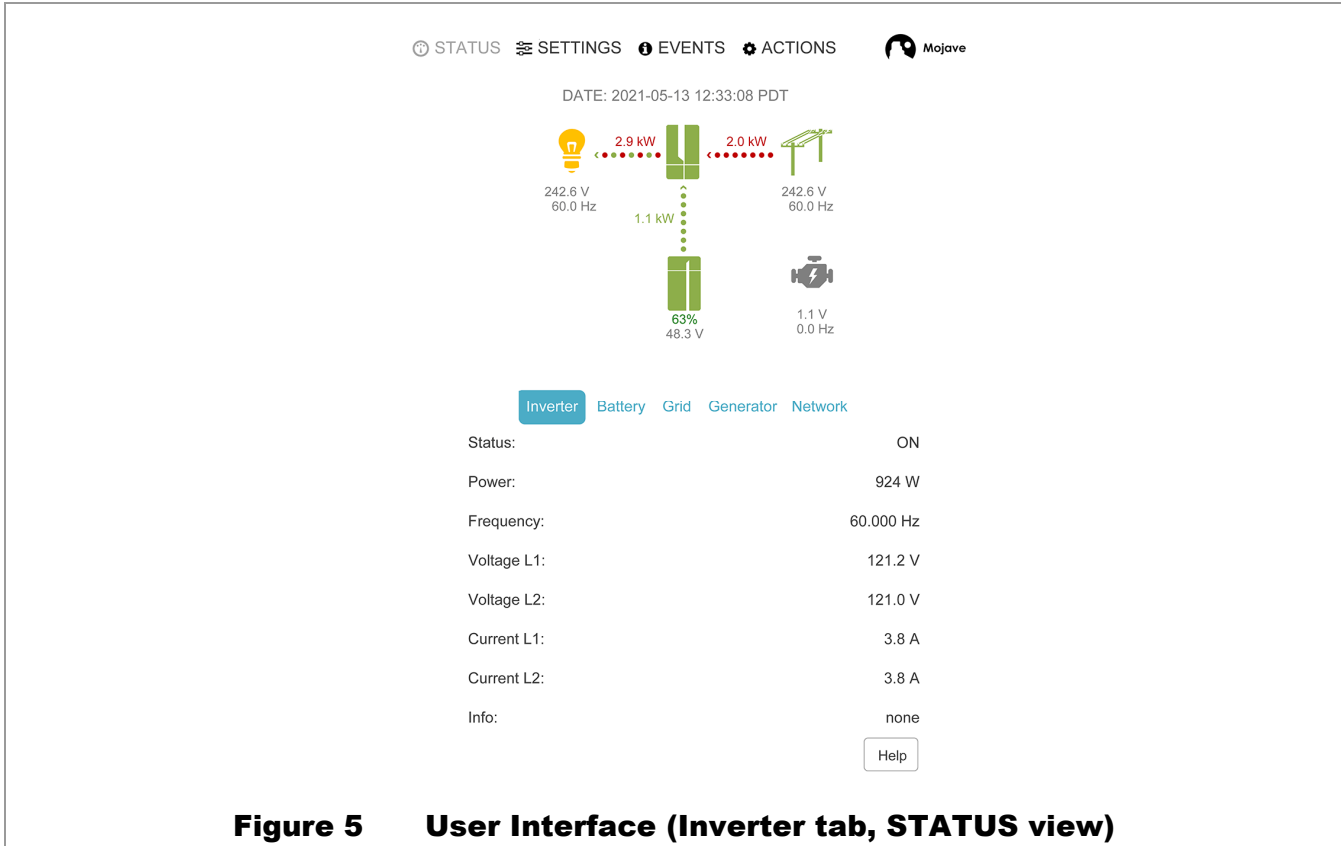 STATUS SETTINGS EVENTS ACTIONS Mojave
DATE: 2021-05-13 12:33:08 PDT
2.9 kW 2.0 kW
242.6 V 242.6 V
60.0 Hz 60.0 Hz
1.1 kW
63%
48.3 V
1.1 V
0.0 Hz
Inverter Battery Grid Generator Network
Status: ON
Power: 924 W
Frequency: 60.000 Hz
Voltage L1: 121.2 V
Voltage L2: 121.0 V
Current L1: 3.8 A
Current L2: 3.8 A
Info: none
Help
Figure 5 User Interface (Inverter tab, STATUS view)